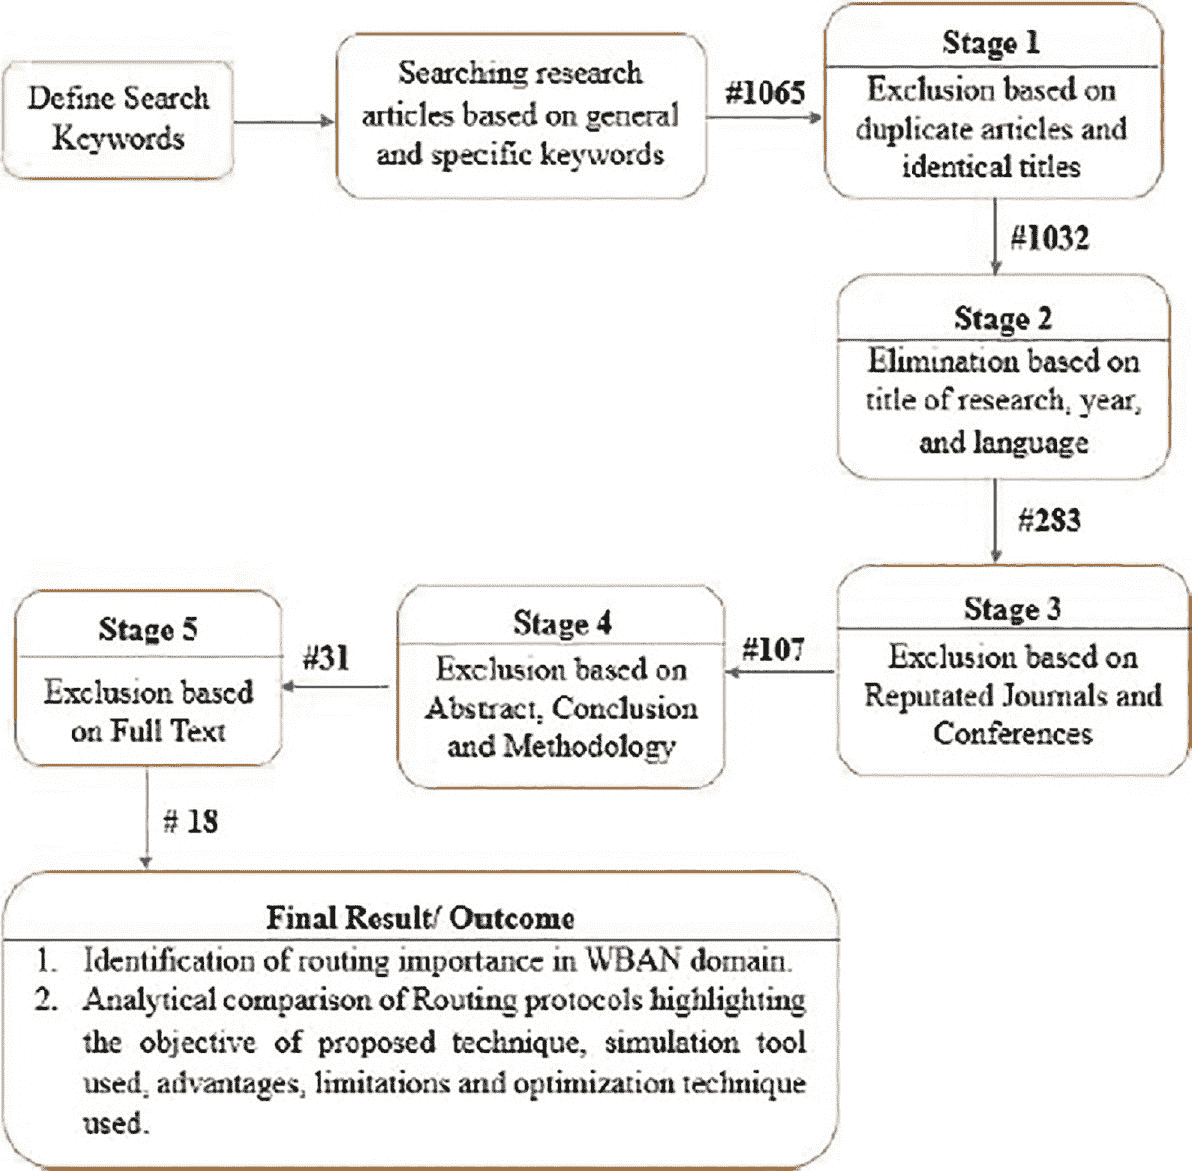 Define Search
Keywords
Searching research
articles based on general
and specific keywords
#1065
Stage 1
Exclusion based on
duplicate articles and
identical titles
#1032
Stage 2
Elimination based on
title of research, year,
and language
#283
Stage 3
Exclusion based on
Reputated Journals and
Conferences
#107
Stage 4
Exclusion based on
Abstract, Conclusion
and Methodology
#31
Stage 5
Exclusion based
on Full Text
# 18
Final Result/ Outcome
1. Identification of routing importance in WBAN domain.
2. Analytical comparison of Routing protocols highlighting
the objective of proposed technique, simulation tool
used, advantages, limitations and optimization technique
used.